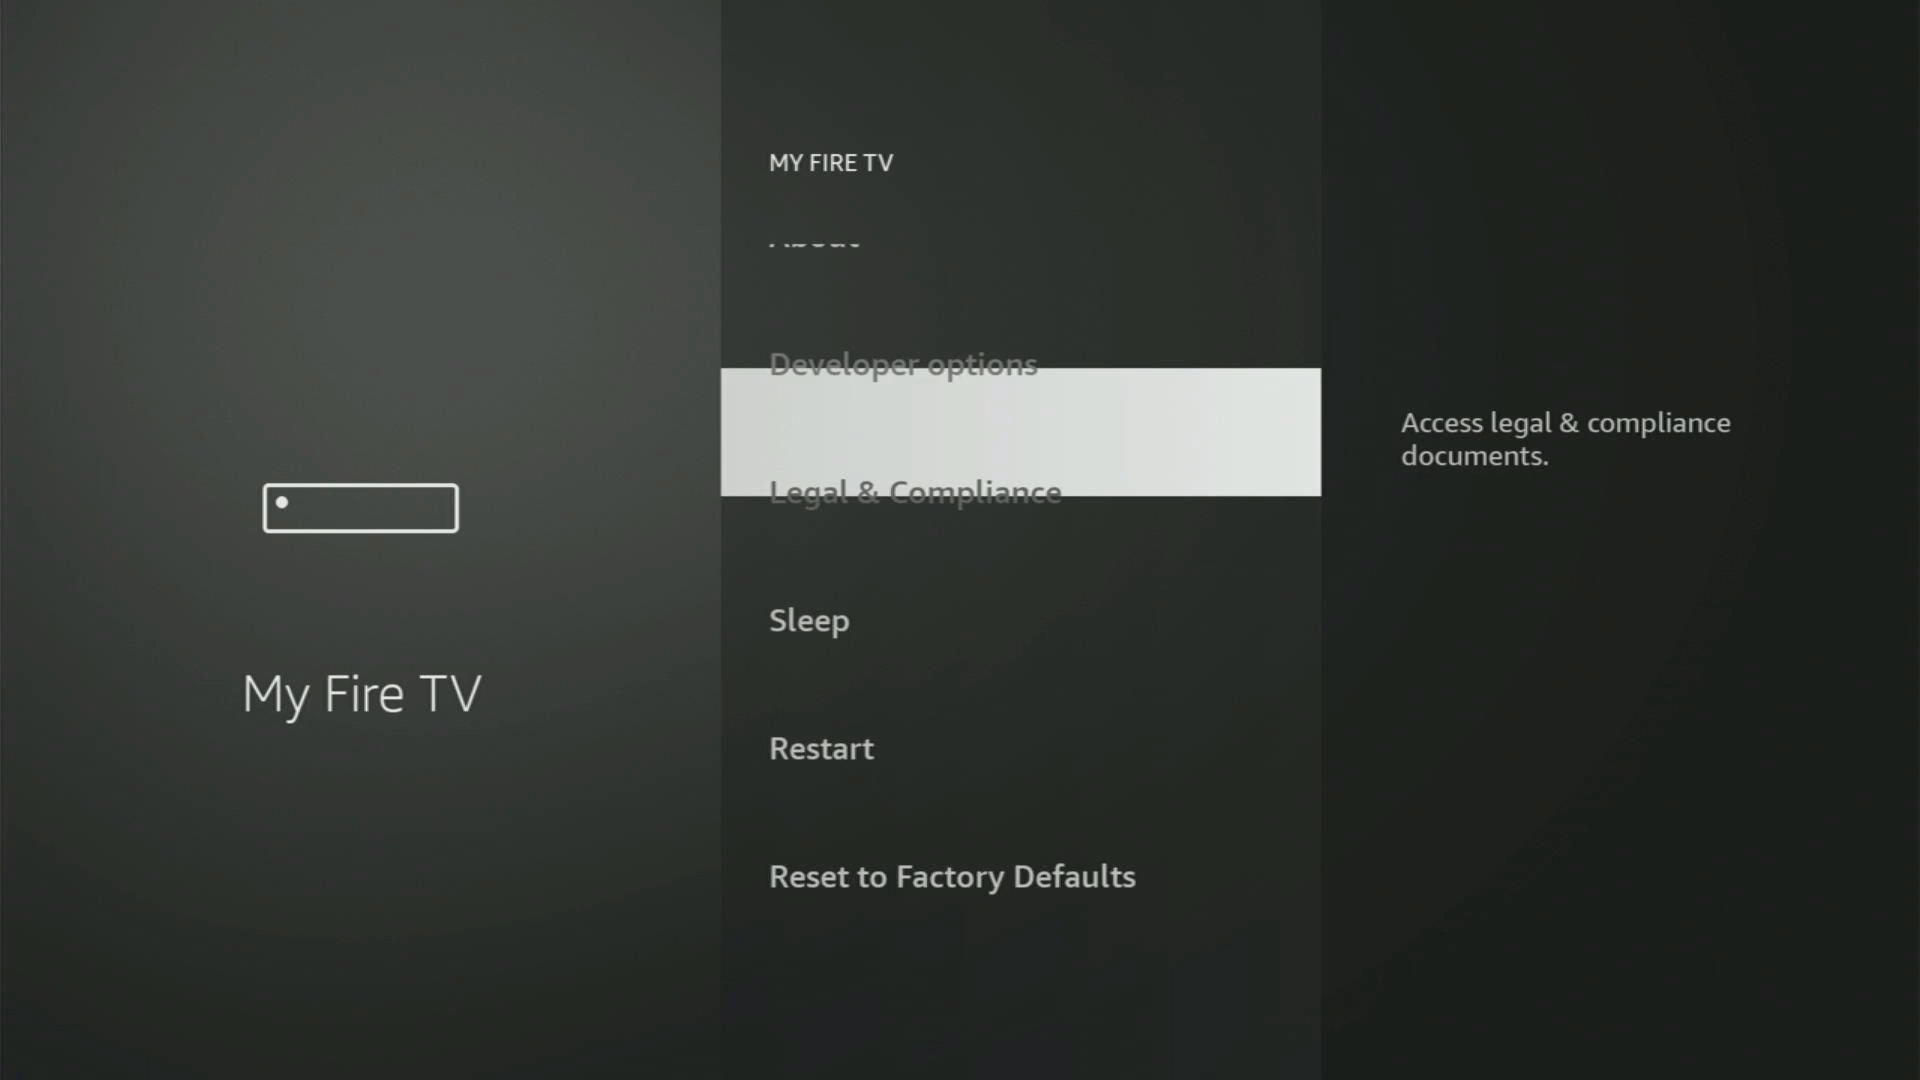 MY FIRE TV
About
Developer options
Legal & Compliance
Access legal & compliance
documents.
Sleep
My Fire TV
Restart
Reset to Factory Defaults